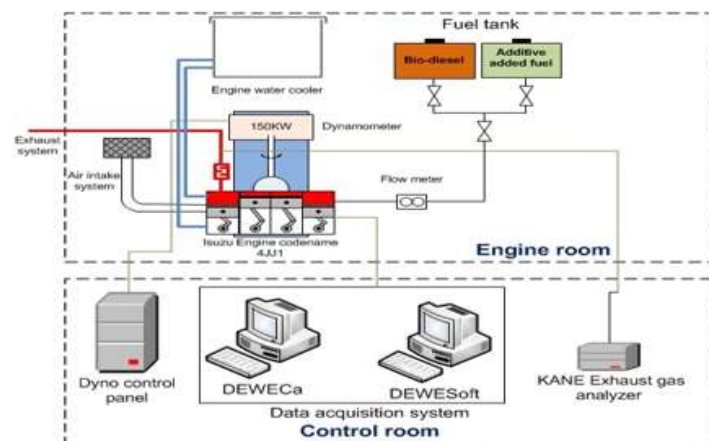 Fuel tank
Bio-diesel
Additive
added fuel
Engine water cooler
150KW
Dynamometer
Exhaust
system
Air intake
system
Flow meter
Isuzu Engine codename
4JJ1
Engine room
Dyno control
panel
DEWECa
DEWESoft
KANE Exhaust gas
analyzer
Data acquisition system
Control room